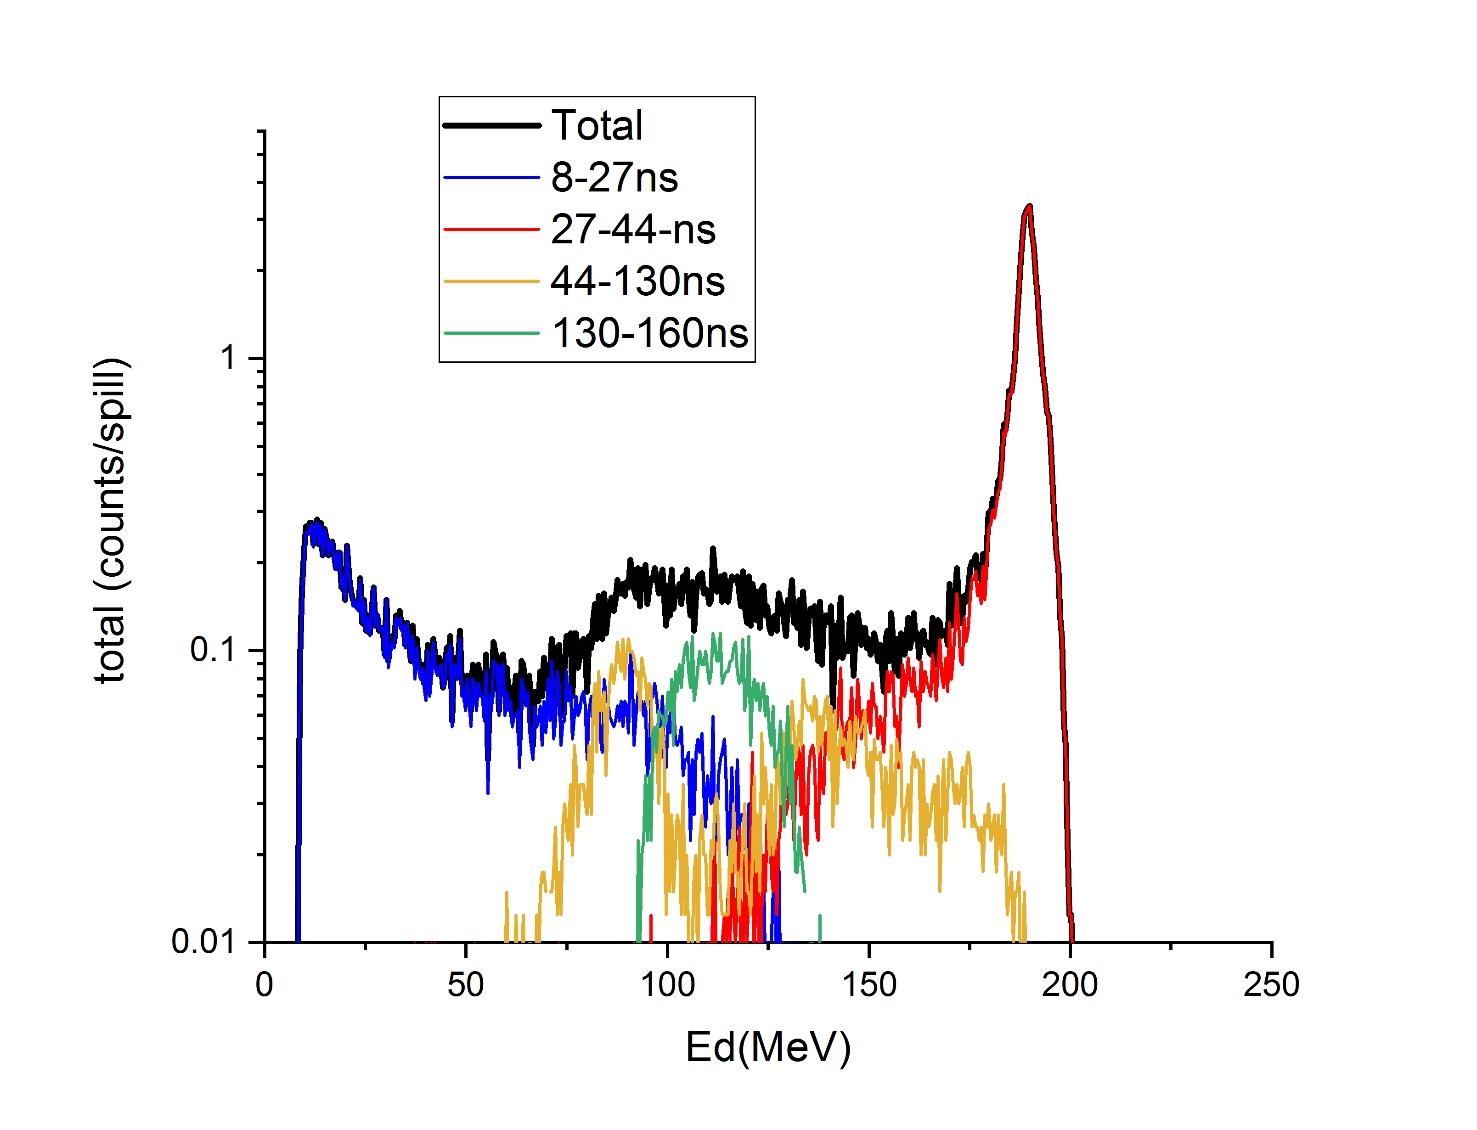 Total
8-27ns
27-44-ns
44-130ns
130-160ns
total (counts/spill)
1
0.1
0.01
0
50
100
150
200
250
Ed(MeV)